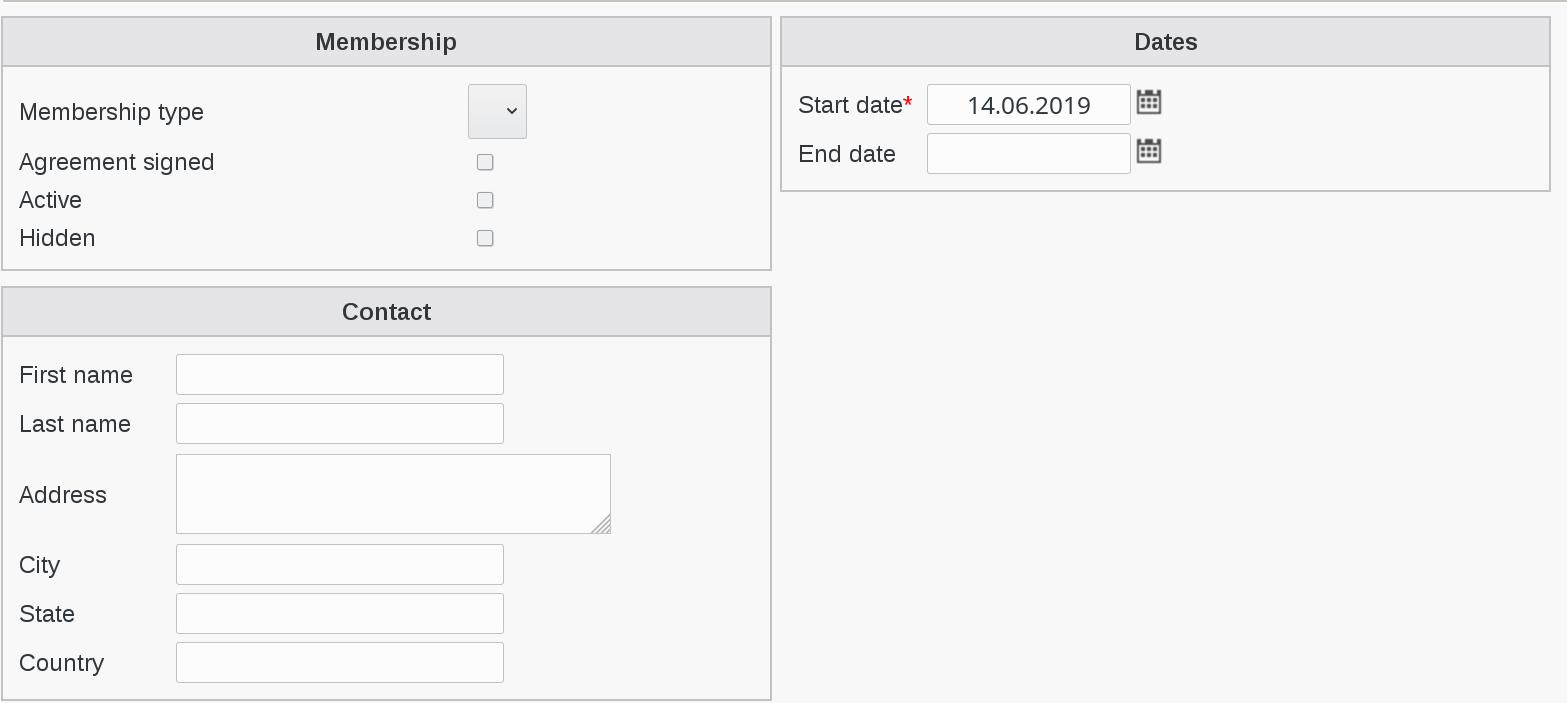 Membership
Membership type
Agreement signed
Active
Hidden
Dates
Start date* 14.06.2019
End date
Contact
First name
Last name
Address
City
State
Country